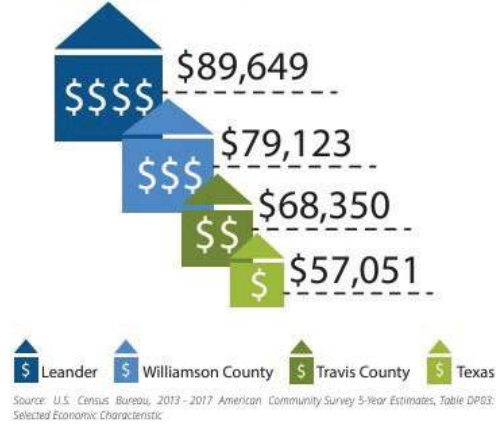 $$$$ $89,649
$$$ $79,123
$$ $68,350
$ $57,051
$ Leander $ Williamson County $ Travis County $ Texas
Source: U.S. Census Bureau, 2013 - 2017 American Community Survey 5-Year Estimates, Table DP03:
Selected Economic Characteristic